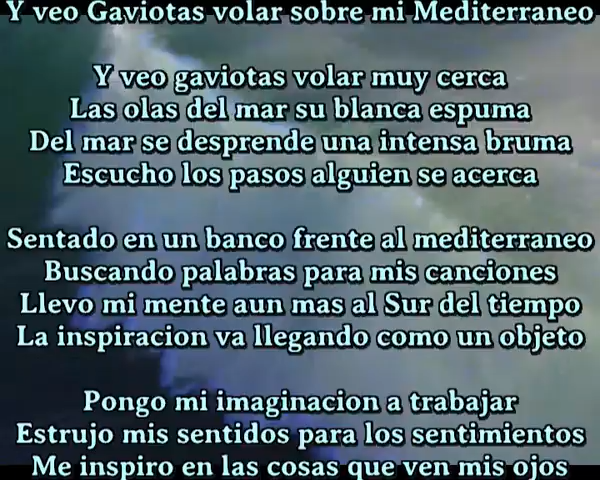 Y veo Gaviotas volar sobre mi Mediterraneo
Y veo gaviotas volar muy cerca
Las olas del mar su blanca espuma
Del mar se desprende una intensa bruma
Escucho los pasos alguien se acerca
Sentado en un banco frente al mediterraneo
Buscando palabras para mis canciones
Llevo mi mente aun mas al Sur del tiempo
La inspiracion va llegando como un objeto
Pongo mi imaginacion a trabajar
Estrujo mis sentidos para los sentimientos
Me inspiro en las cosas que ven mis ojos